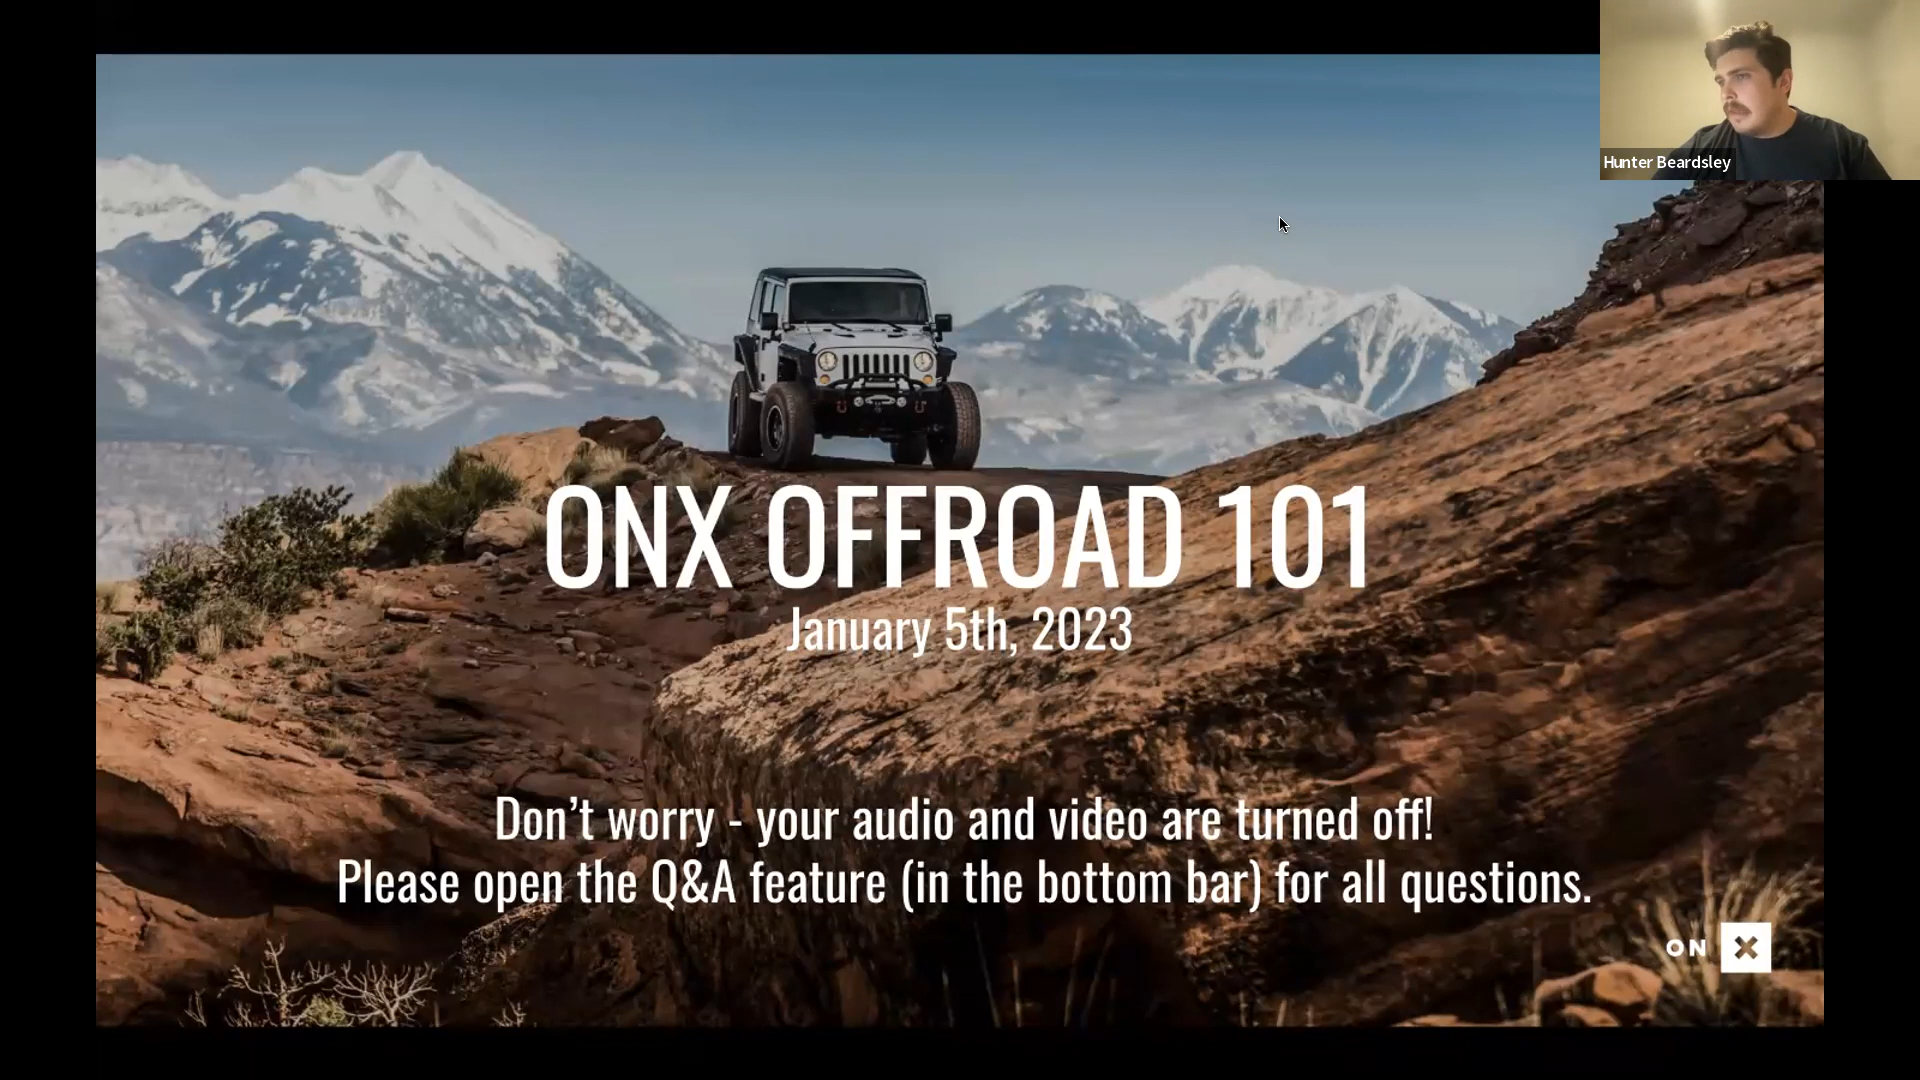 Hunter Beardsley
ONX OFFROAD 101
January 5th, 2023
Don’t worry - your audio and video are turned off!
Please open the Q&A feature (in the bottom bar) for all questions.
ON X